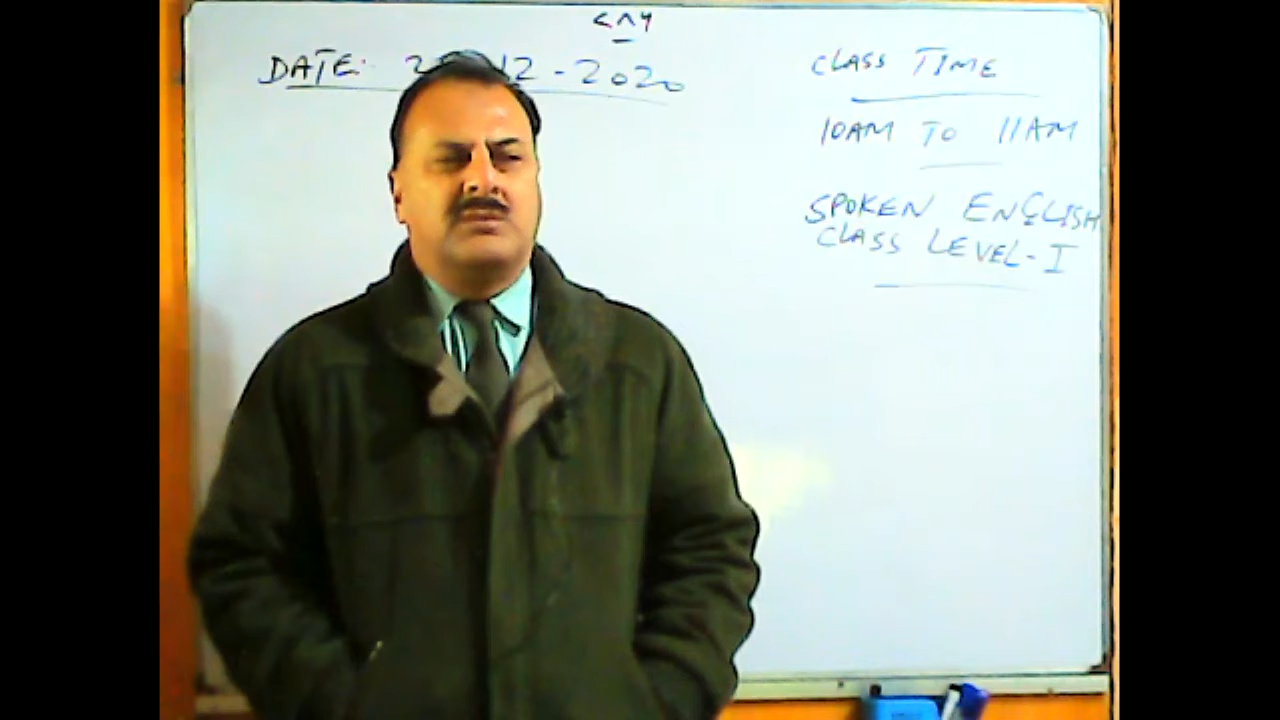 DATE: 2 12-2020
CLASS TIME
10AM TO 11AM
SPOKEN ENGLISH
CLASS LEVEL-I